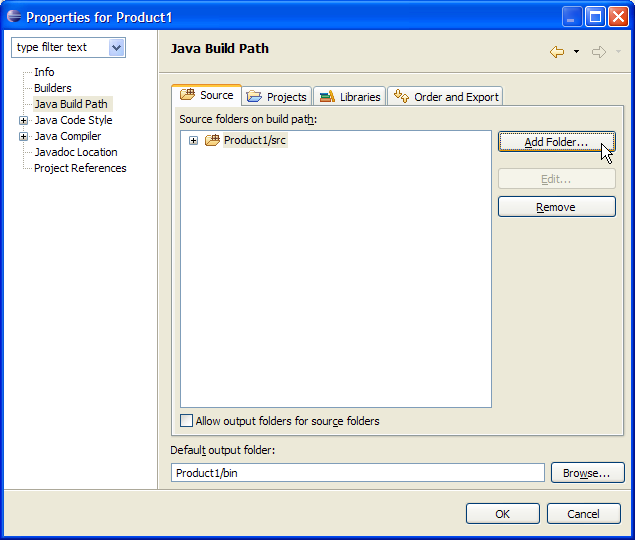 Properties for Product1
type filter text
Info
Builders
Java Build Path
Java Code Style
Java Compiler
Javadoc Location
Project References
Java Build Path
Source
Projects
Libraries
Order and Export
Source folders on build path:
Product1/src
Add Folder...
Edit...
Remove
Allow output folders for source folders
Default output folder:
Product1/bin
Browse...
OK
Cancel